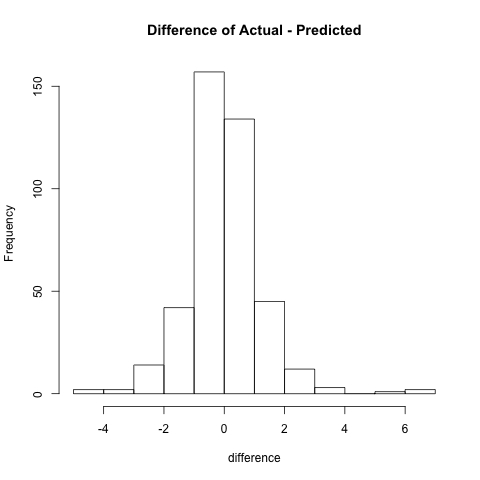 Difference of Actual - Predicted
150
100
50
0
Frequency
-4 -2 0 2 4 6
difference